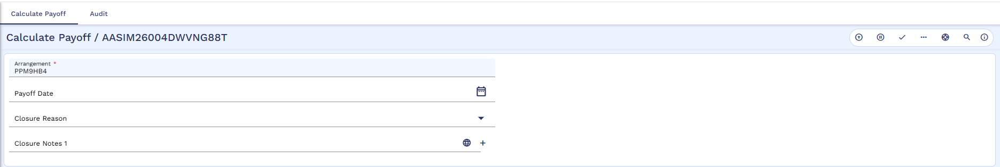 Calculate Payoff Audit
Calculate Payoff / AASIM26004DWVNG88T
Arrangement *
PPM9HB4
Payoff Date
Closure Reason
Closure Notes 1